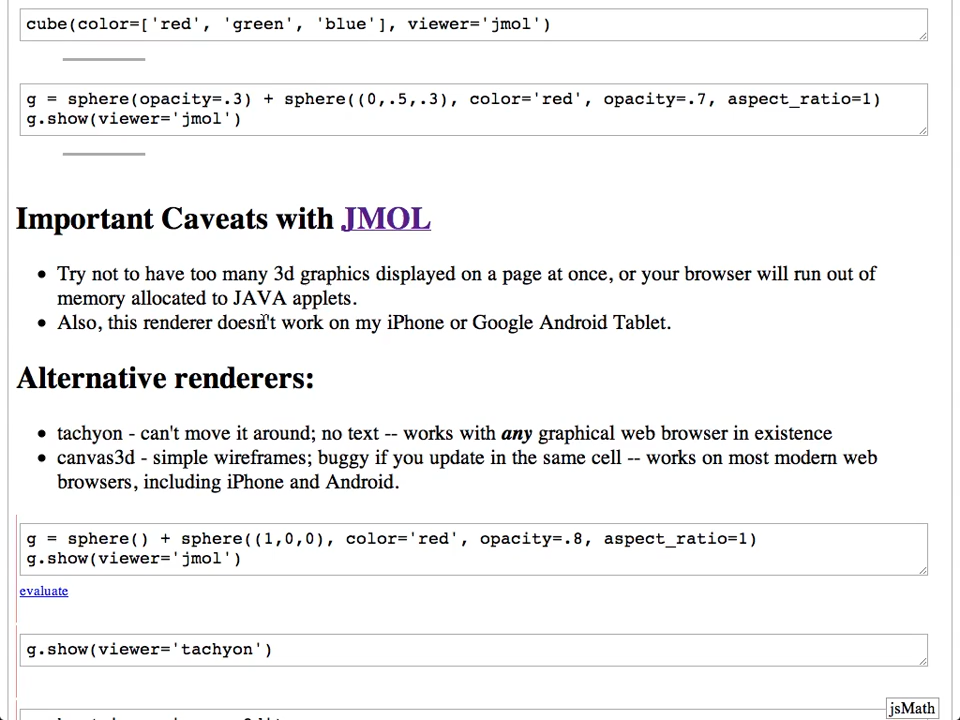 cube(color=['red', 'green', 'blue'], viewer='jmol')
g = sphere(opacity=.3) + sphere((0,.5,.3), color='red', opacity=.7, aspect_ratio=1)
g.show(viewer='jmol')
Important Caveats with JMOL
Try not to have too many 3d graphics displayed on a page at once, or your browser will run out of
memory allocated to JAVA applets.
Also, this renderer doesn't work on my iPhone or Google Android Tablet.
Alternative renderers:
tachyon - can't move it around; no text -- works with any graphical web browser in existence
canvas3d - simple wireframes; buggy if you update in the same cell -- works on most modern web
browsers, including iPhone and Android.
g = sphere() + sphere((1,0,0), color='red', opacity=.8, aspect_ratio=1)
g.show(viewer='jmol')
evaluate
g.show(viewer='tachyon')
jsMath